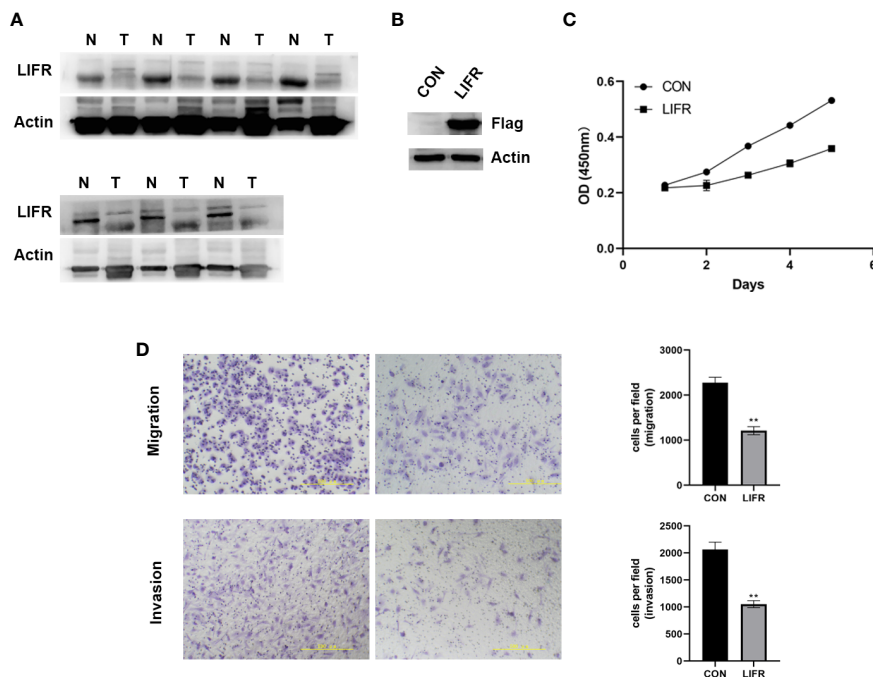 A
N T N T N T N T
LIFR
Actin
N T N T N T
LIFR
Actin
B
CON LIFR
Flag
Actin
C
CON
LIFR
OD (450nm)
0.6
0.4
0.2
0.0
0 2 4 6
Days
D
Migration
Invasion
cells per field
(migration)
3000
2000
1000
0
**
CON LIFR
cells per field
(invasion)
2500
2000
1500
1000
500
0
**
CON LIFR